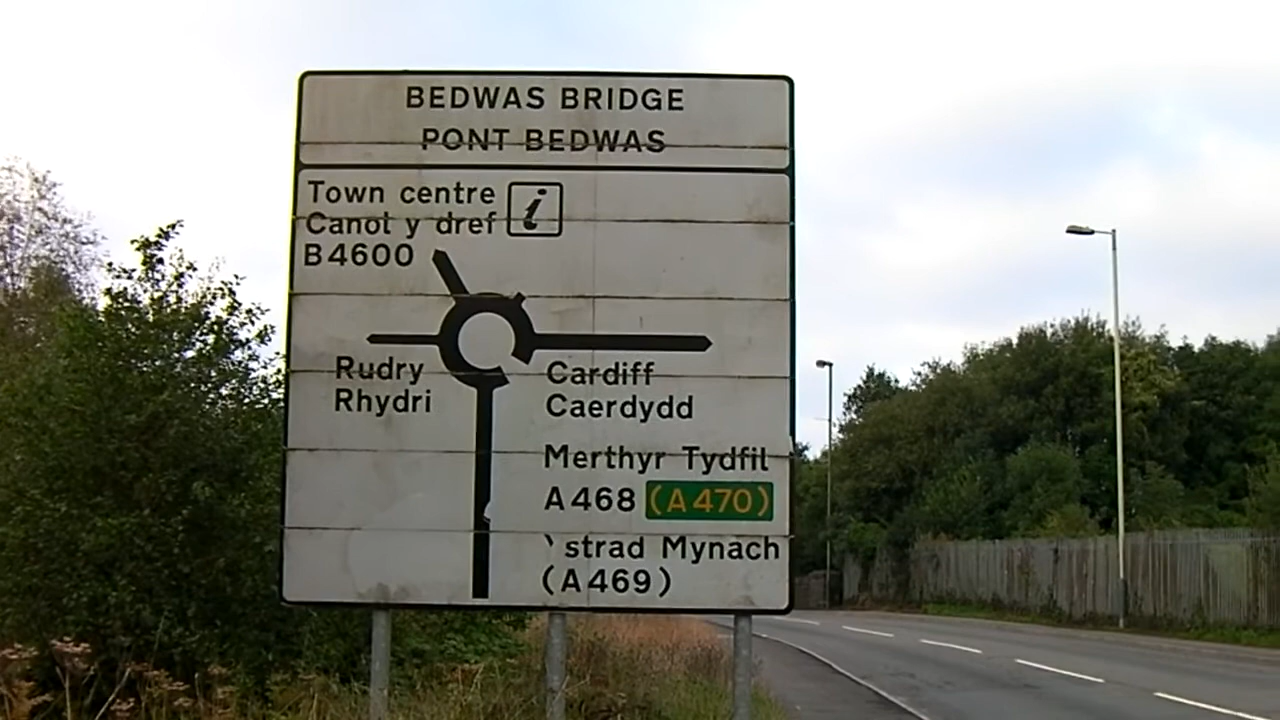 BEDWAS BRIDGE
PONT BEDWAS
Town centre i
Canol y dref
B4600
Rudry
Rhydri
Cardiff
Caerdydd
Merthyr Tydfil
A468 (A470)
strad Mynach
(A469)